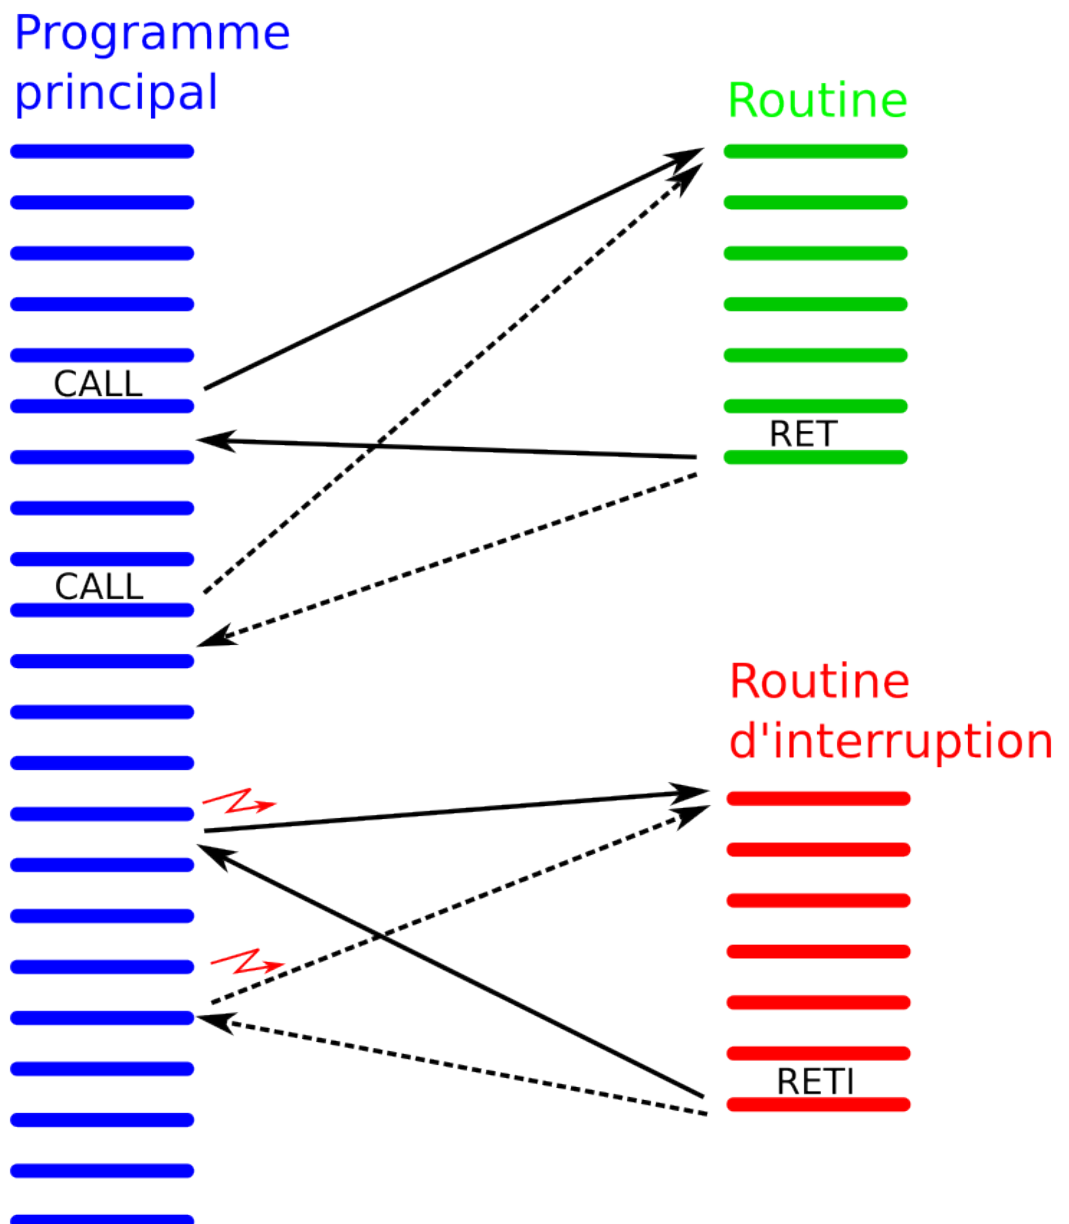 Programme
principal
Routine
CALL
RET
CALL
Routine
d'interruption
RETI